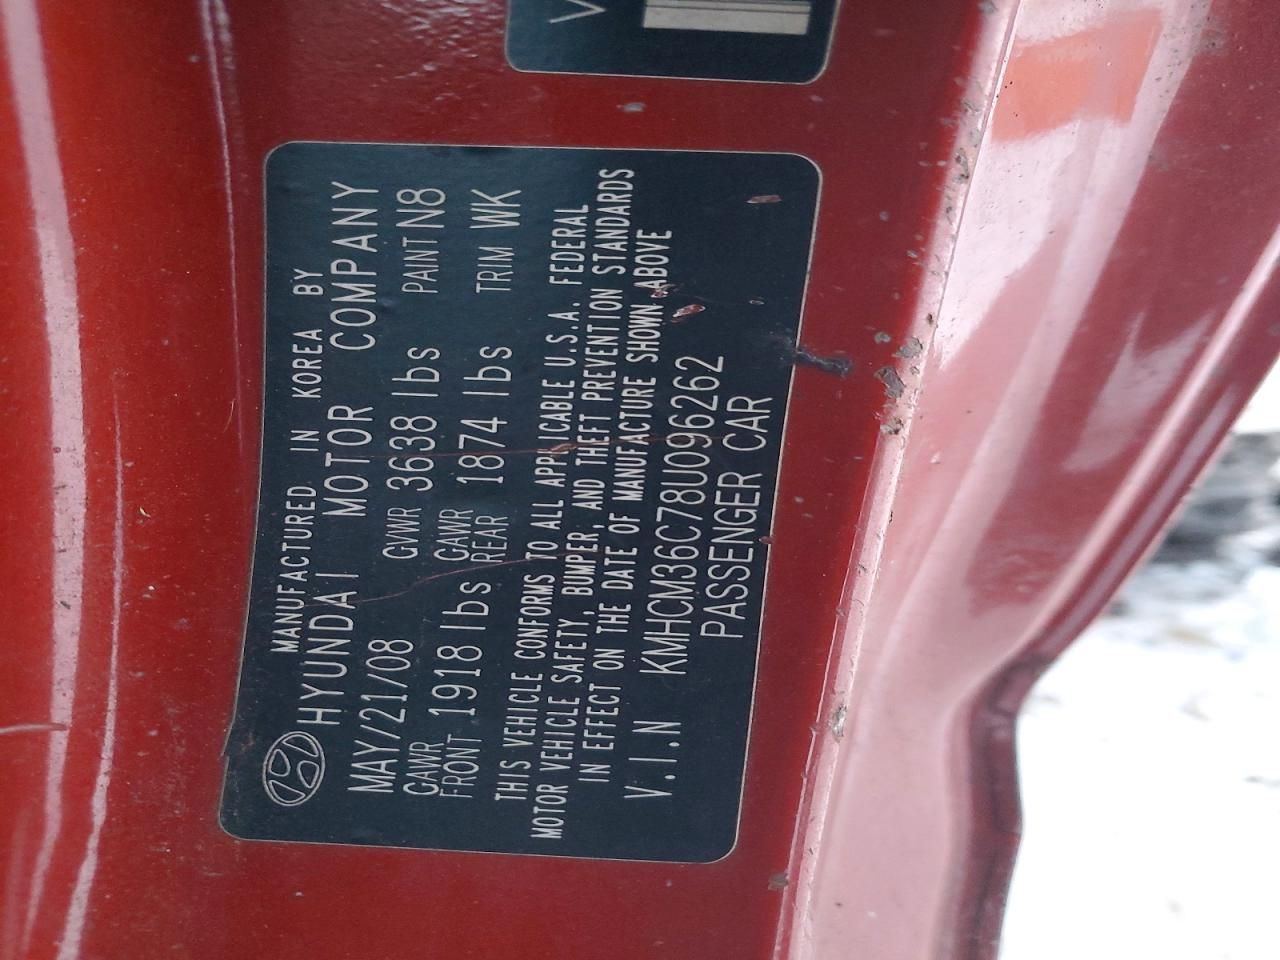 V
MANUFACTURED IN KOREA BY
HYUNDAI MOTOR COMPANY
MAY/21/08 GVWR 3638 lbs PAINT N8
GAWR FRONT 1918 lbs GAWR REAR 1874 lbs TRIM WK
THIS VEHICLE CONFORMS TO ALL APPLICABLE U.S.A. FEDERAL
MOTOR VEHICLE SAFETY, BUMPER, AND THEFT PREVENTION STANDARDS
IN EFFECT ON THE DATE OF MANUFACTURE SHOWN ABOVE
V.I.N KMHCM36C78U096262
PASSENGER CAR